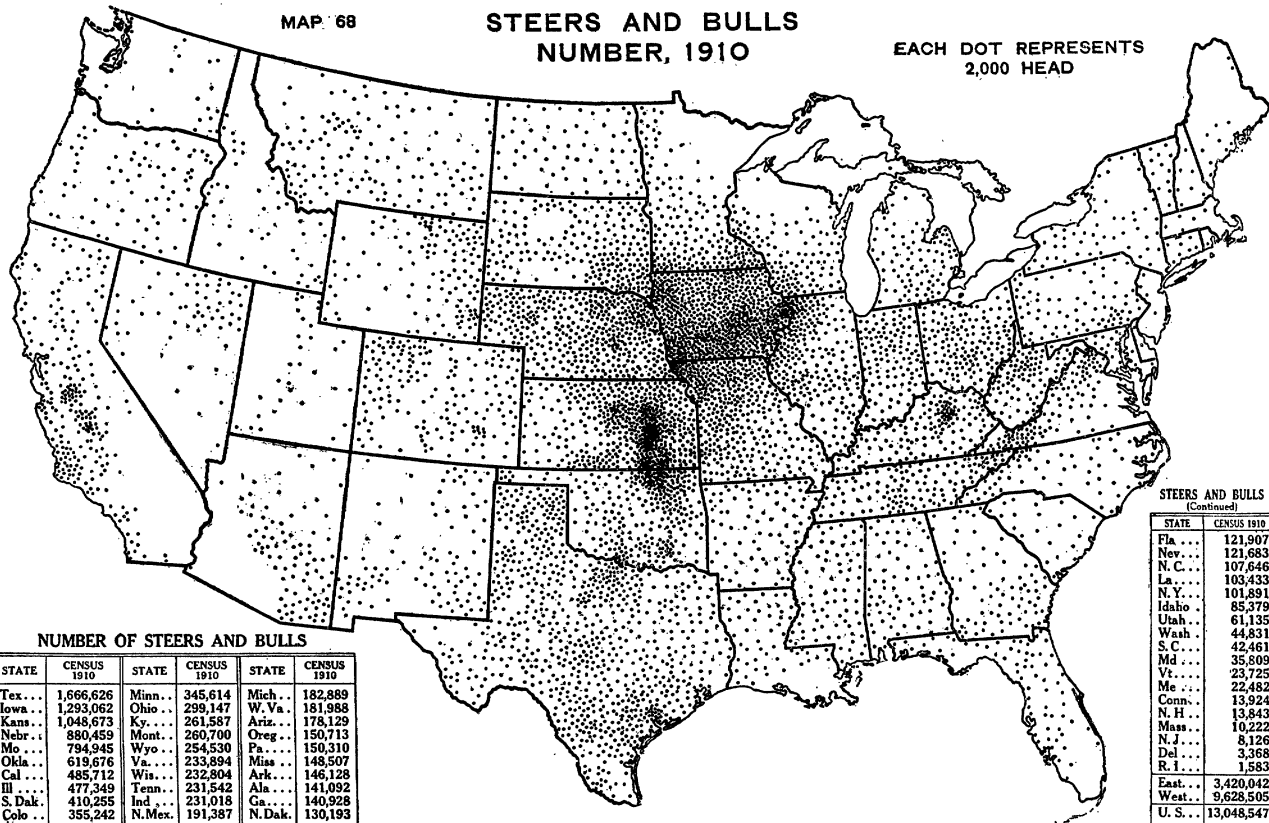 MAP 68
STEERS AND BULLS
NUMBER, 1910
EACH DOT REPRESENTS
2,000 HEAD
NUMBER OF STEERS AND BULLS
STATE CENSUS 1910 STATE CENSUS 1910 STATE CENSUS 1910
Tex... 1,666,626 Minn.. 345,614 Mich.. 182,889
Iowa.. 1,293,062 Ohio.. 299,147 W. Va. 181,988
Kans.. 1,048,673 Ky.... 261,587 Ariz... 178,129
Nebr.. 880,459 Mont.. 260,700 Oreg.. 150,713
Mo... 794,945 Wyo.. 254,530 Pa.... 150,310
Okla.. 619,676 Va.... 233,894 Miss.. 148,507
Cal... 485,712 Wis... 232,804 Ark... 146,128
Ill... 477,349 Tenn.. 231,542 Ala... 141,092
S. Dak. 410,255 Ind... 231,018 Ga.... 140,928
Colo.. 355,242 N. Mex. 191,387 N. Dak. 130,193
STEERS AND BULLS
(Continued)
STATE CENSUS 1910
Fla... 121,907
Nev... 121,683
N. C... 107,646
La.... 103,433
N. Y... 101,891
Idaho. 85,379
Utah.. 61,135
Wash. 44,831
S. C... 42,461
Md... 35,809
Vt.... 23,725
Me... 22,482
Conn.. 13,924
N. H.. 13,843
Mass.. 10,222
N. J... 8,126
Del... 3,368
R. I... 1,583
East... 3,420,042
West.. 9,628,505
U. S... 13,048,547